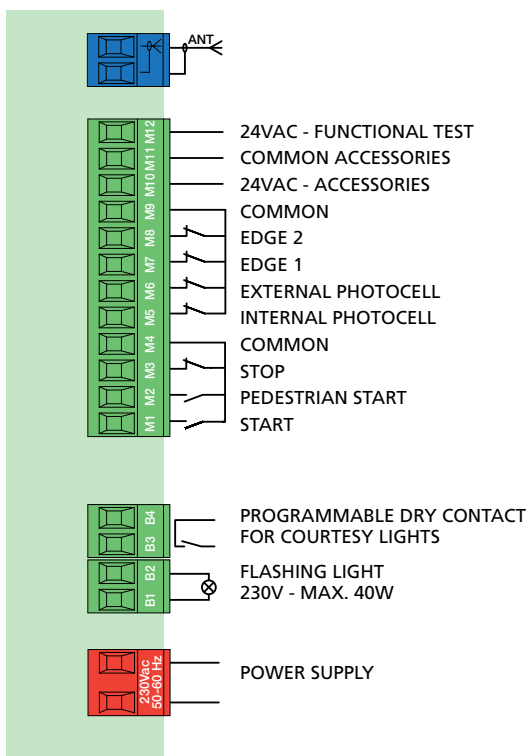 ANT
M12 24VAC - FUNCTIONAL TEST
M11 COMMON ACCESSORIES
M10 24VAC - ACCESSORIES
M9 COMMON
M8 EDGE 2
M7 EDGE 1
M6 EXTERNAL PHOTOCELL
M5 INTERNAL PHOTOCELL
M4 COMMON
M3 STOP
M2 PEDESTRIAN START
M1 START
B4 PROGRAMMABLE DRY CONTACT
B3 FOR COURTESY LIGHTS
B2 FLASHING LIGHT
B1 230V - MAX. 40W
230Vac
50-60 Hz
POWER SUPPLY